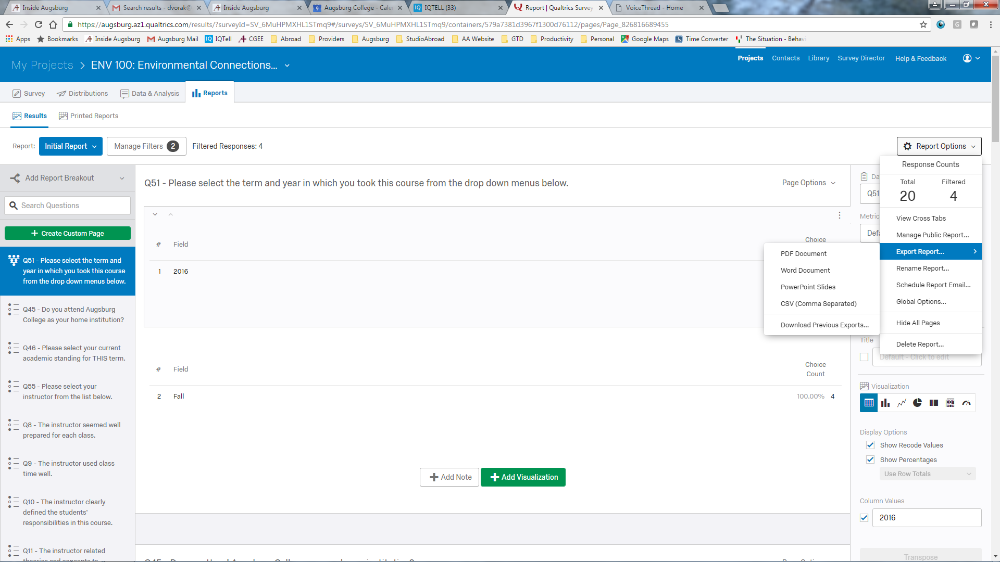 Inside Augsburg
Search results - dvorak@
Inside Augsburg
9 Augsburg College - Cale
IQ IQTELL (33)
Report | Qualtrics Survey
VoiceThread - Home
https://augsburg.az1.qualtrics.com/results/?surveyId=SV_6MuHPMXHL1STmq9#/surveys/SV_6MuHPMXHL1STmq9/containers/579a7381d3967f1300d76112/pages/Page_826816689455
Apps
Bookmarks
Inside Augsburg
Augsburg Mail
IQ IQTell
CGEE
Abroad
Providers
Augsburg
StudioAbroad
AA Website
GTD
Productivity
Personal
Google Maps
Time Converter
The Situation - Behavi
My Projects > ENV 100: Environmental Connections...
Projects
Contacts
Library
Survey Director
Help & Feedback
Survey
Distributions
Data & Analysis
Reports
Results
Printed Reports
Report:
Initial Report
Manage Filters 2
Filtered Responses: 4
Report Options
Add Report Breakout
Search Questions
+ Create Custom Page
Q51 - Please select the term and
year in which you took this course
from the drop down menus below.
Q45 - Do you attend Augsburg
College as your home institution?
Q46 - Please select your current
academic standing for THIS term.
Q55 - Please select your
instructor from the list below.
Q8 - The instructor seemed well
prepared for each class.
Q9 - The instructor used class
time well.
Q10 - The instructor clearly
defined the students'
responsibilities in this course.
Q11 - The instructor related
Q51 - Please select the term and year in which you took this course from the drop down menus below.
Page Options
# Field
Choice
1 2016
# Field
Choice
Count
2 Fall
100.00% 4
+ Add Note
+ Add Visualization
Response Counts
Total
Filtered
20
4
View Cross Tabs
Manage Public Report...
Export Report...
Rename Report...
Schedule Report Email...
Global Options...
Hide All Pages
Delete Report...
PDF Document
Word Document
PowerPoint Slides
CSV (Comma Separated)
Download Previous Exports...
Da
Q51
Metric
Defa
Title
Default - Click to edit
Visualization
Display Options
Show Recode Values
Show Percentages
Use Row Totals
Column Values
2016
Transpose